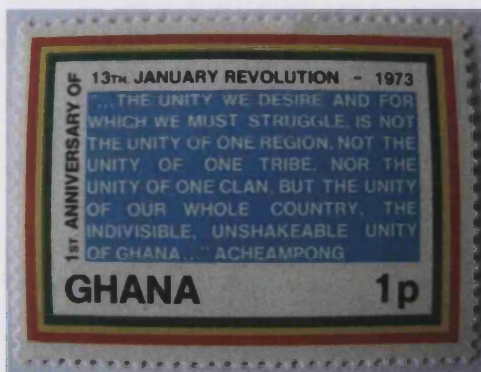 1ST. ANNIVERSARY OF
13TH. JANUARY REVOLUTION - 1973
"...THE UNITY WE DESIRE AND FOR
WHICH WE MUST STRUGGLE, IS NOT
THE UNITY OF ONE REGION, NOT THE
UNITY OF ONE TRIBE, NOR THE
UNITY OF ONE CLAN, BUT THE UNITY
OF OUR WHOLE COUNTRY, THE
INDIVISIBLE, UNSHAKEABLE UNITY
OF GHANA..." ACHEAMPONG
GHANA 1p